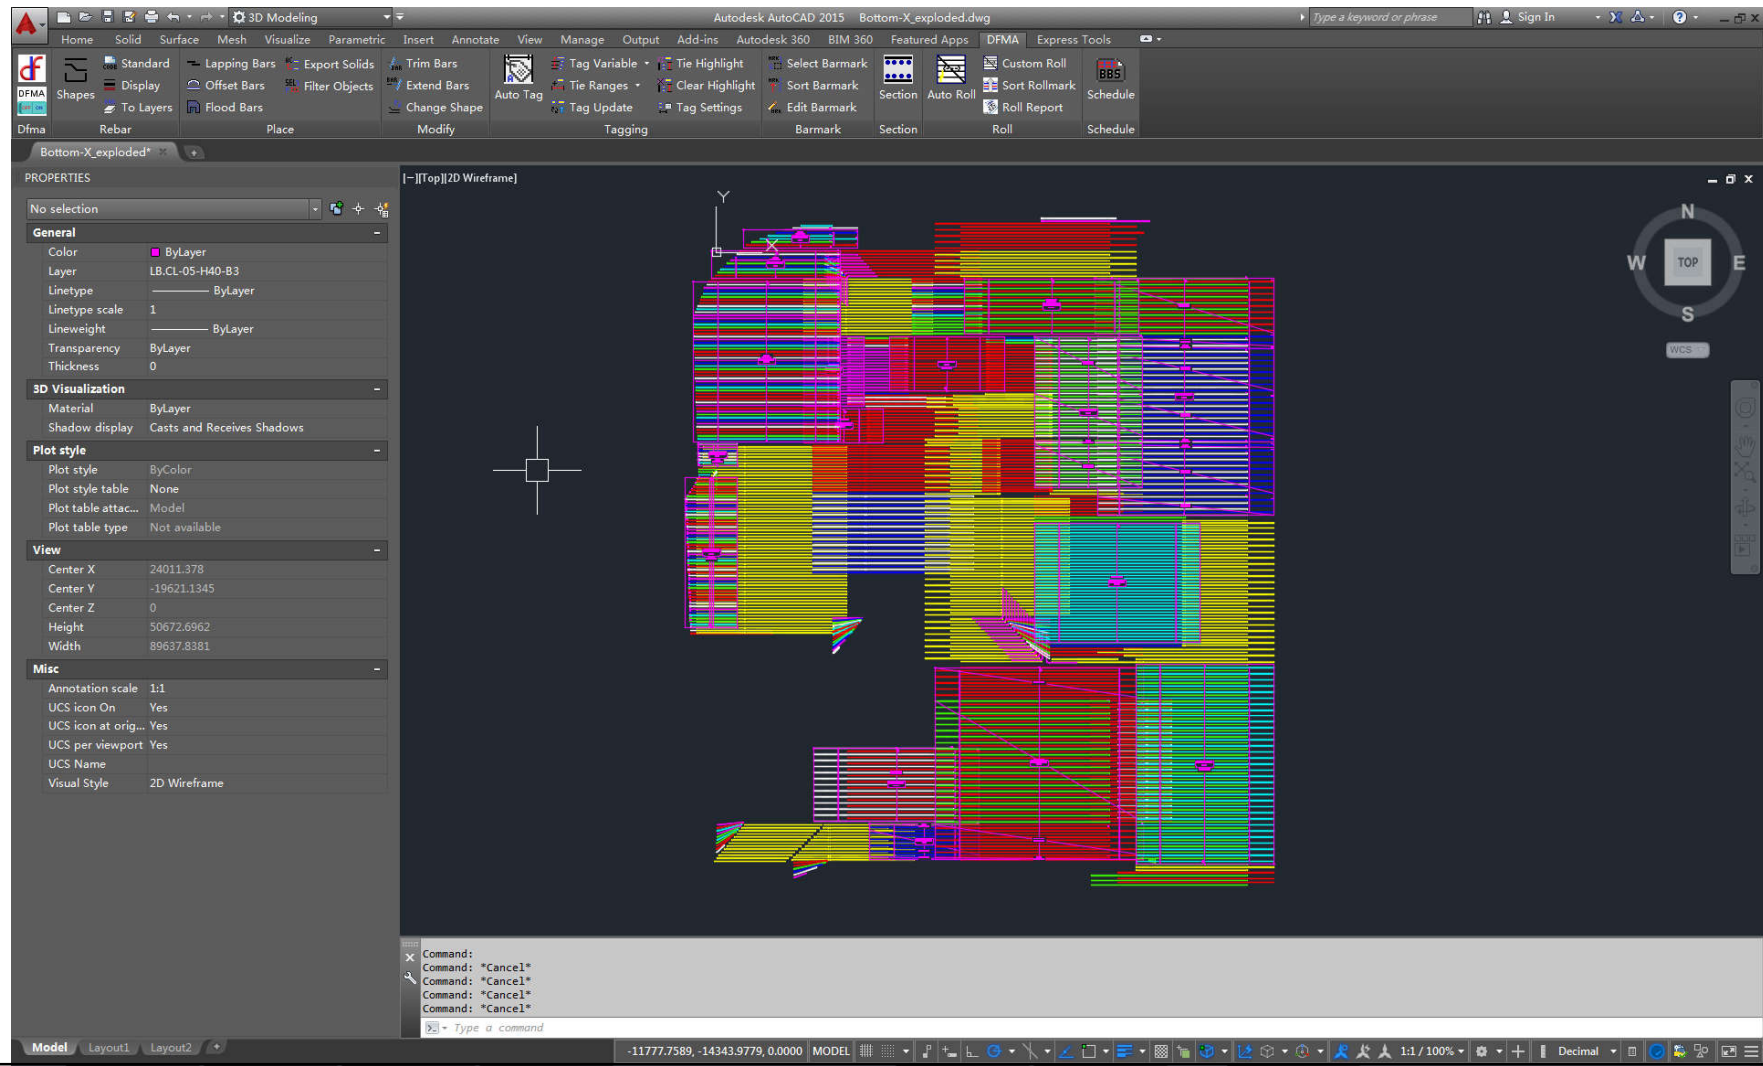 3D Modeling
Autodesk AutoCAD 2015 Bottom-X_exploded.dwg
Type a keyword or phrase
Sign In
Home Solid Surface Mesh Visualize Parametric Insert Annotate View Manage Output Add-ins Autodesk 360 BIM 360 Featured Apps DFMA Express Tools
DFMA
Shapes
Standard
Display
To Layers
Lapping Bars
Offset Bars
Flood Bars
Export Solids
Filter Objects
Trim Bars
Extend Bars
Change Shape
Auto Tag
Tag Variable
Tie Ranges
Tag Update
Tie Highlight
Clear Highlight
Tag Settings
Select Barmark
Sort Barmark
Edit Barmark
Section
Auto Roll
Custom Roll
Sort Rollmark
Roll Report
BBS
Schedule
Dfma Rebar Place Modify Tagging Barmark Section Roll Schedule
Bottom-X_exploded*
PROPERTIES
No selection
General
Color ByLayer
Layer LB.CL-05-H40-B3
Linetype ByLayer
Linetype scale 1
Lineweight ByLayer
Transparency ByLayer
Thickness 0
3D Visualization
Material ByLayer
Shadow display Casts and Receives Shadows
Plot style
Plot style ByColor
Plot style table None
Plot table attac... Model
Plot table type Not available
View
Center X 24011.378
Center Y -19621.1345
Center Z 0
Height 50672.6962
Width 89637.8381
Misc
Annotation scale 1:1
UCS icon On Yes
UCS icon at orig... Yes
UCS per viewport Yes
UCS Name
Visual Style 2D Wireframe
[−][Top][2D Wireframe]
Y
X
N
W TOP E
S
WCS
Command:
Command: *Cancel*
Command: *Cancel*
Command: *Cancel*
Command: *Cancel*
Type a command
Model Layout1 Layout2
-11777.7589, -14343.9779, 0.0000 MODEL
1:1 / 100%
Decimal